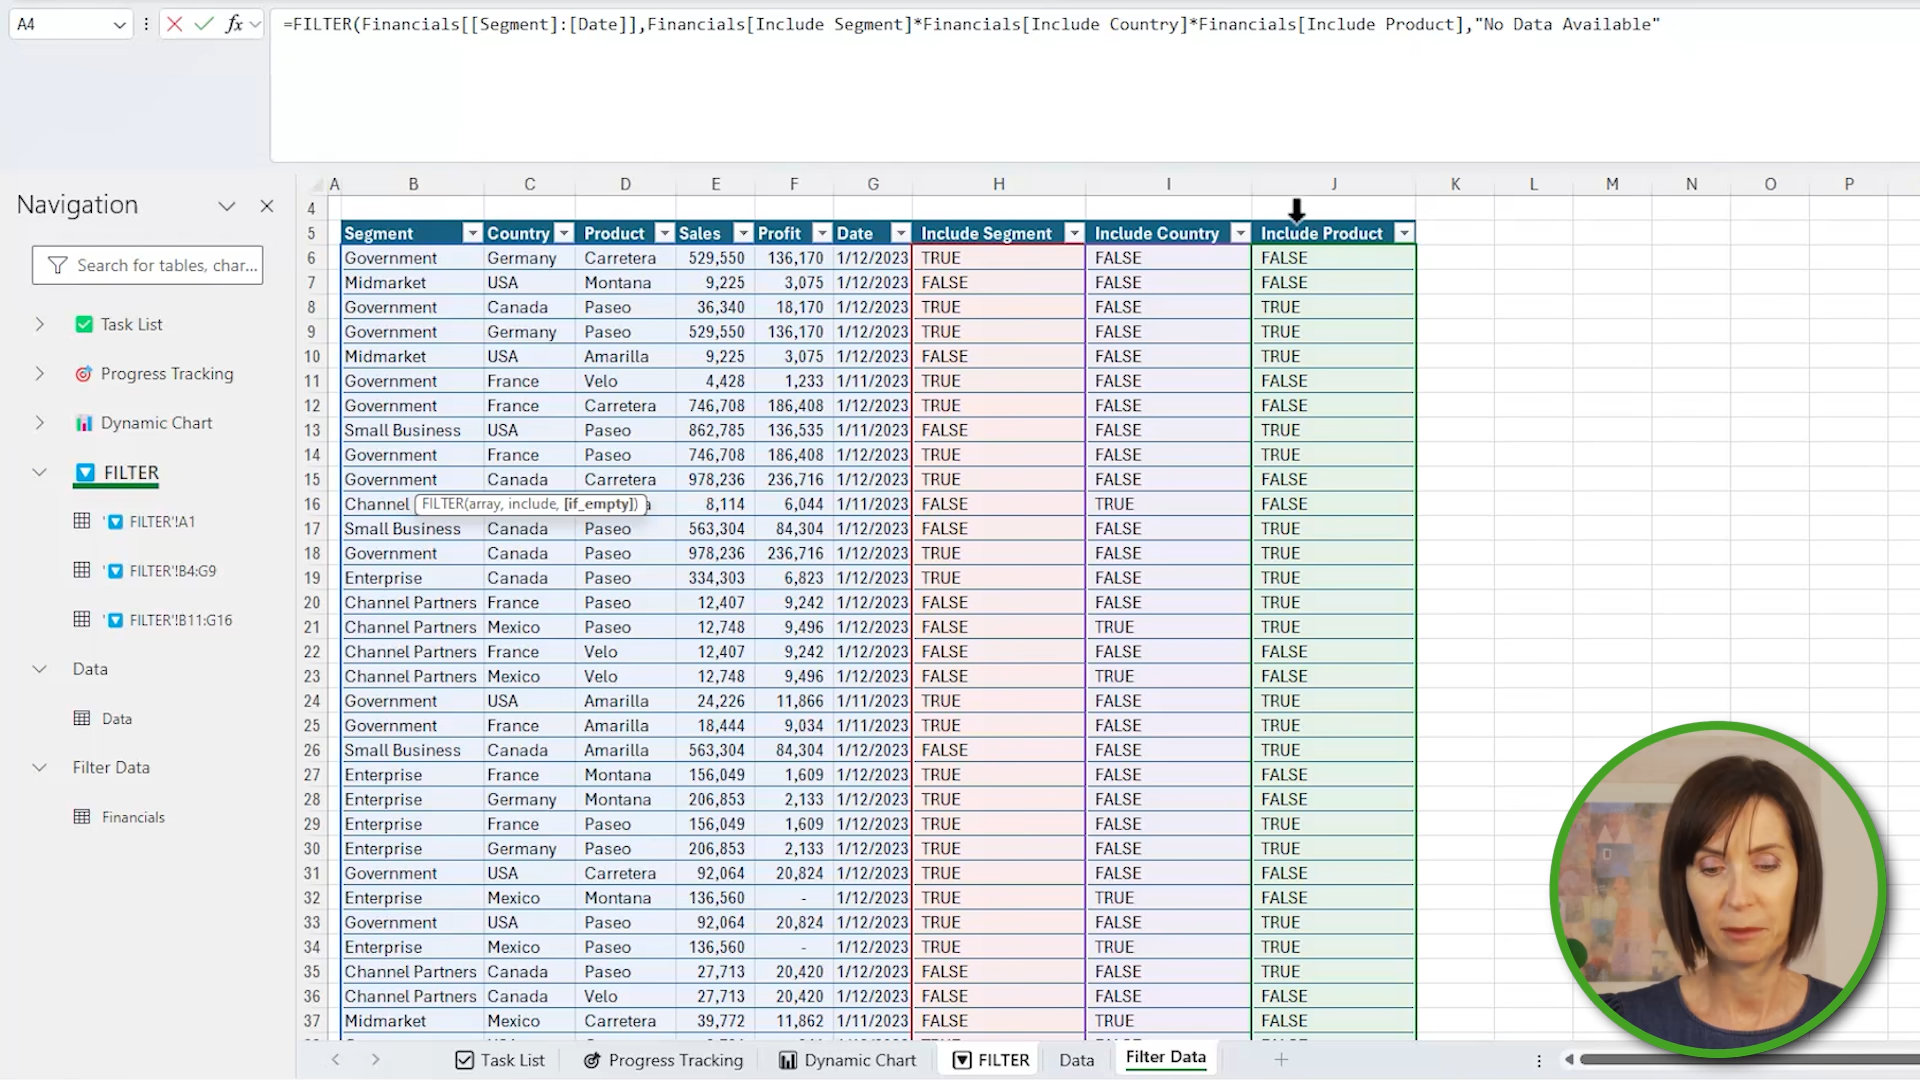 A4
fx
=FILTER(Financials[[Segment]:[Date]],Financials[Include Segment]*Financials[Include Country]*Financials[Include Product],"No Data Available"
Navigation
Search for tables, char...
Task List
Progress Tracking
Dynamic Chart
FILTER
'FILTER'!A1
'FILTER'!B4:G9
'FILTER'!B11:G16
Data
Data
Filter Data
Financials
A B C D E F G H I J K L M N O P
4
5 Segment Country Product Sales Profit Date Include Segment Include Country Include Product
6 Government Germany Carretera 529,550 136,170 1/12/2023 TRUE FALSE FALSE
7 Midmarket USA Montana 9,225 3,075 1/12/2023 FALSE FALSE FALSE
8 Government Canada Paseo 36,340 18,170 1/12/2023 TRUE FALSE TRUE
9 Government Germany Paseo 529,550 136,170 1/12/2023 TRUE FALSE TRUE
10 Midmarket USA Amarilla 9,225 3,075 1/12/2023 FALSE FALSE TRUE
11 Government France Velo 4,428 1,233 1/11/2023 TRUE FALSE FALSE
12 Government France Carretera 746,708 186,408 1/12/2023 TRUE FALSE FALSE
13 Small Business USA Paseo 862,785 136,535 1/11/2023 FALSE FALSE TRUE
14 Government France Paseo 746,708 186,408 1/12/2023 TRUE FALSE TRUE
15 Government Canada Carretera 978,236 236,716 1/12/2023 TRUE FALSE FALSE
16 Channel FILTER(array, include, [if_empty]) a 8,114 6,044 1/11/2023 FALSE TRUE FALSE
17 Small Business Canada Paseo 563,304 84,304 1/12/2023 FALSE FALSE TRUE
18 Government Canada Paseo 978,236 236,716 1/12/2023 TRUE FALSE TRUE
19 Enterprise Canada Paseo 334,303 6,823 1/12/2023 TRUE FALSE TRUE
20 Channel Partners France Paseo 12,407 9,242 1/12/2023 FALSE FALSE TRUE
21 Channel Partners Mexico Paseo 12,748 9,496 1/12/2023 FALSE TRUE TRUE
22 Channel Partners France Velo 12,407 9,242 1/12/2023 FALSE FALSE FALSE
23 Channel Partners Mexico Velo 12,748 9,496 1/12/2023 FALSE TRUE FALSE
24 Government USA Amarilla 24,226 11,866 1/11/2023 TRUE FALSE TRUE
25 Government France Amarilla 18,444 9,034 1/11/2023 TRUE FALSE TRUE
26 Small Business Canada Amarilla 563,304 84,304 1/12/2023 FALSE FALSE TRUE
27 Enterprise France Montana 156,049 1,609 1/12/2023 TRUE FALSE FALSE
28 Enterprise Germany Montana 206,853 2,133 1/12/2023 TRUE FALSE FALSE
29 Enterprise France Paseo 156,049 1,609 1/12/2023 TRUE FALSE TRUE
30 Enterprise Germany Paseo 206,853 2,133 1/12/2023 TRUE FALSE TRUE
31 Government USA Carretera 92,064 20,824 1/12/2023 TRUE FALSE FALSE
32 Enterprise Mexico Montana 136,560 - 1/12/2023 TRUE TRUE FALSE
33 Government USA Paseo 92,064 20,824 1/12/2023 TRUE FALSE TRUE
34 Enterprise Mexico Paseo 136,560 - 1/12/2023 TRUE TRUE TRUE
35 Channel Partners Canada Paseo 27,713 20,420 1/12/2023 FALSE FALSE TRUE
36 Channel Partners Canada Velo 27,713 20,420 1/12/2023 FALSE FALSE FALSE
37 Midmarket Mexico Carretera 39,772 11,862 1/11/2023 FALSE TRUE FALSE
Task List Progress Tracking Dynamic Chart FILTER Data Filter Data